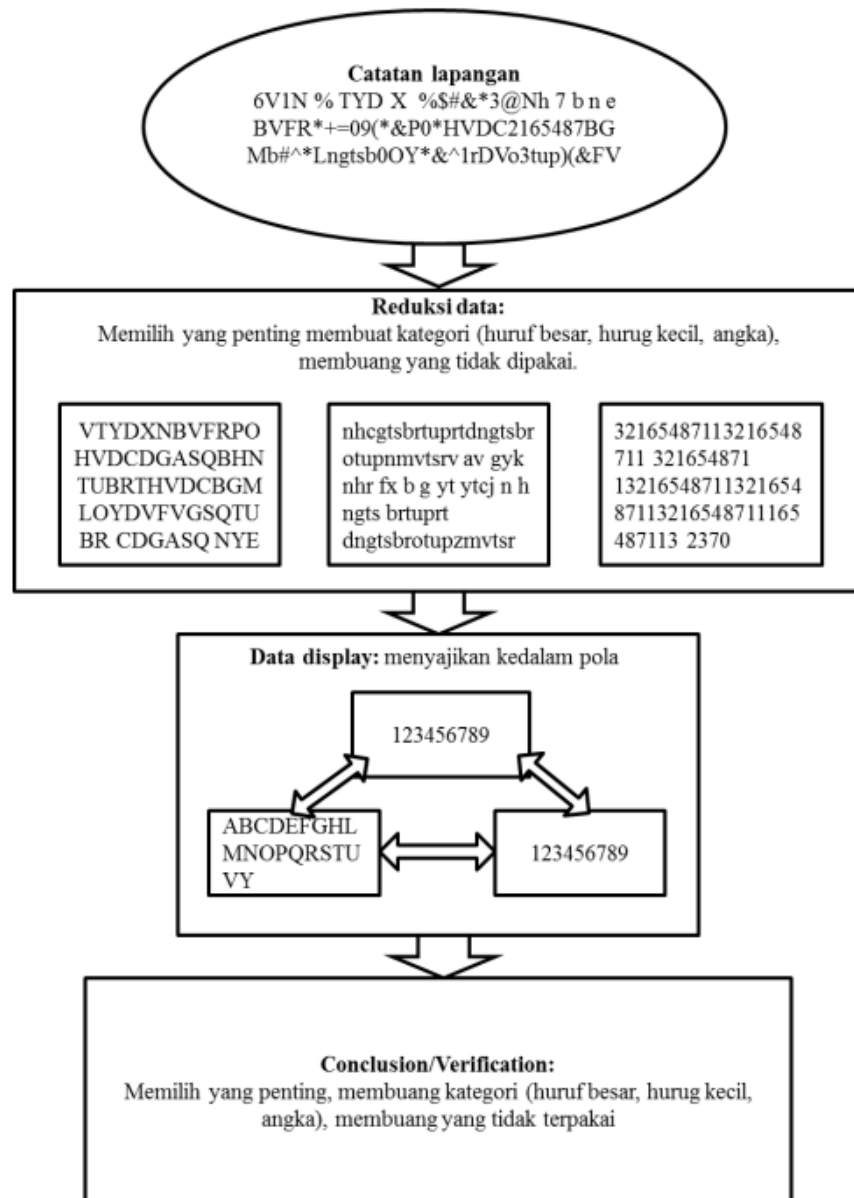 Catatan lapangan
6V1N % TYD X %$#&*3@Nh 7 b n e
BVFR*+=09(*&P0*HVDC2165487BG
Mb#^*Lngtsb0OY*&^1rDVo3tup)(&FV
Reduksi data:
Memilih yang penting membuat kategori (huruf besar, hurug kecil, angka),
membuang yang tidak dipakai.
VTYDXNBVFRPO
HVDCDGASQBHN
TUBRTHVDCBGM
LOYDVFVGSQTU
BR CDGASQ NYE
nhcgtsbrtuprtdngtsbr
otupnmvtsrv av gyk
nhr fx b g yt ytcj n h
ngts brtuprt
dngtsbrotupzmvtsr
32165487113216548
711 321654871
13216548711321654
87113216548711165
487113 2370
Data display: menyajikan kedalam pola
123456789
ABCDEFGHL
MNOPQRSTU
VY
123456789
Conclusion/Verification:
Memilih yang penting, membuang kategori (huruf besar, hurug kecil,
angka), membuang yang tidak terpakai